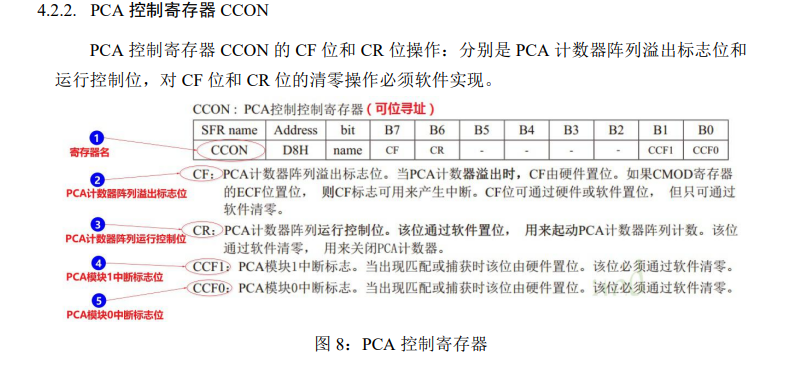 4.2.2. PCA 控制寄存器 CCON
PCA 控制寄存器 CCON 的 CF 位和 CR 位操作：分别是 PCA 计数器阵列溢出标志位和
运行控制位，对 CF 位和 CR 位的清零操作必须软件实现。
CCON：PCA控制控制寄存器（可位寻址）
SFR name Address bit B7 B6 B5 B4 B3 B2 B1 B0
CCON D8H name CF CR - - - - CCF1 CCF0
1
寄存器名
2
PCA计数器阵列溢出标志位
CF：PCA计数器阵列溢出标志位。当PCA计数器溢出时，CF由硬件置位。如果CMOD寄存器
的ECF位置位，则CF标志可用来产生中断。CF位可通过硬件或软件置位，但只可通过
软件清零。
3
PCA计数器阵列运行控制位
CR：PCA计数器阵列运行控制位。该位通过软件置位，用来起动PCA计数器阵列计数。该位
通过软件清零，用来关闭PCA计数器。
4
PCA模块1中断标志位
CCF1：PCA模块1中断标志。当出现匹配或捕获时该位由硬件置位。该位必须通过软件清零。
5
PCA模块0中断标志位
CCF0：PCA模块0中断标志。当出现匹配或捕获时该位由硬件置位。该位必须通过软件清零。
图 8：PCA 控制寄存器